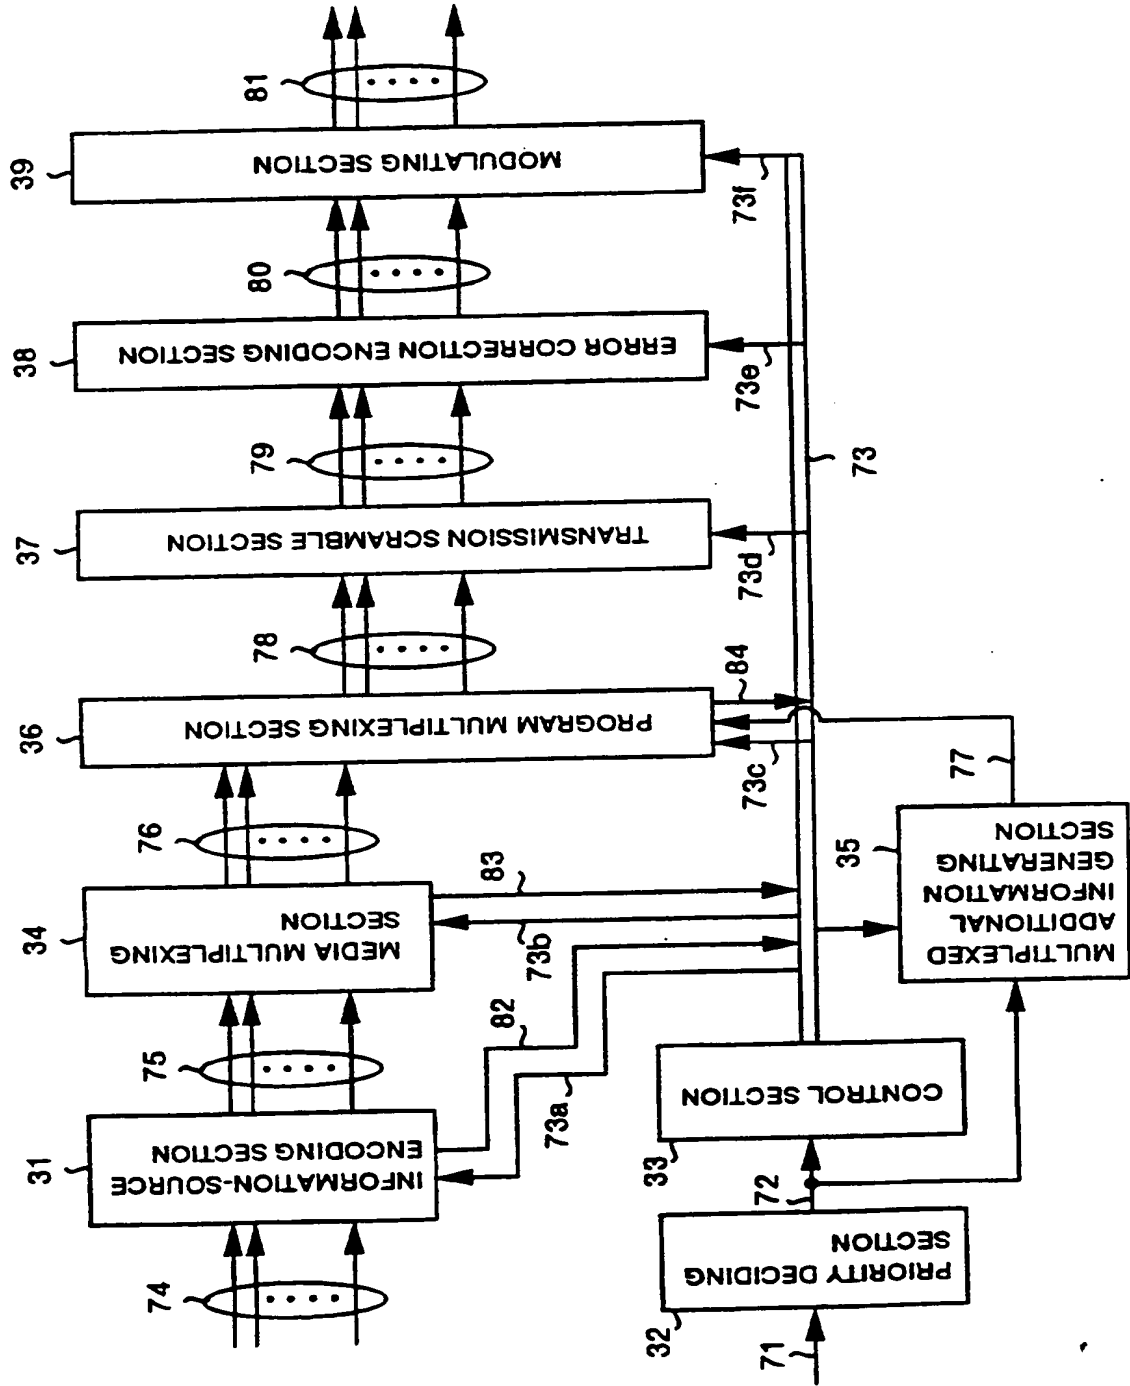 39
MODULATING SECTION
81
73f
38
ERROR CORRECTION ENCODING SECTION
80
73e
37
TRANSMISSION SCRAMBLE SECTION
79
73d
73
36
PROGRAM MULTIPLEXING SECTION
78
84
73c
77
34
MEDIA MULTIPLEXING
SECTION
76
83
73b
35
MULTIPLEXED
ADDITIONAL
INFORMATION
GENERATING
SECTION
31
INFORMATION-SOURCE
ENCODING SECTION
75
82
73a
33
CONTROL SECTION
72
74
32
PRIORITY DECIDING
SECTION
71